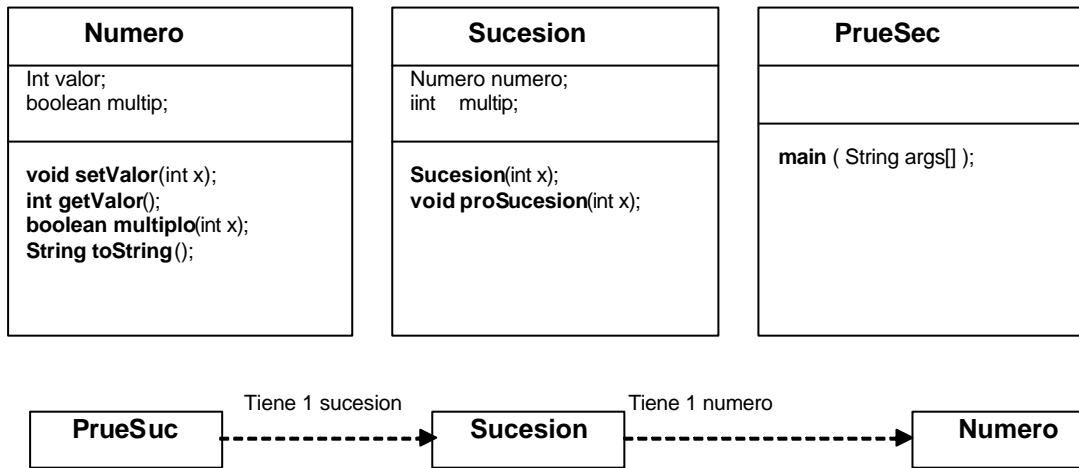 Numero
Int valor;
boolean multip;
void setValor(int x);
int getValor();
boolean multiplo(int x);
String toString();
Sucesion
Numero numero;
iint multip;
Sucesion(int x);
void proSucesion(int x);
PrueSec
main ( String args[] );
PrueSuc
Tiene 1 sucesion
Sucesion
Tiene 1 numero
Numero